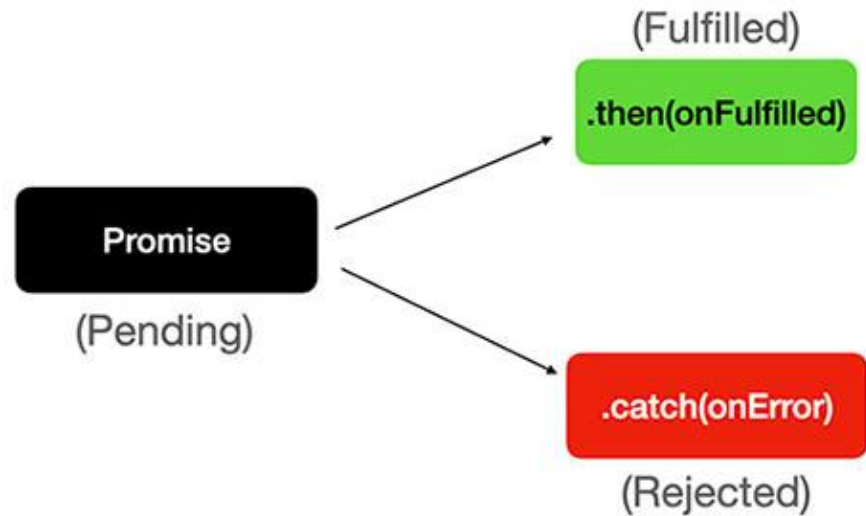 (Fulfilled)
.then(onFulfilled)
Promise
(Pending)
.catch(onError)
(Rejected)